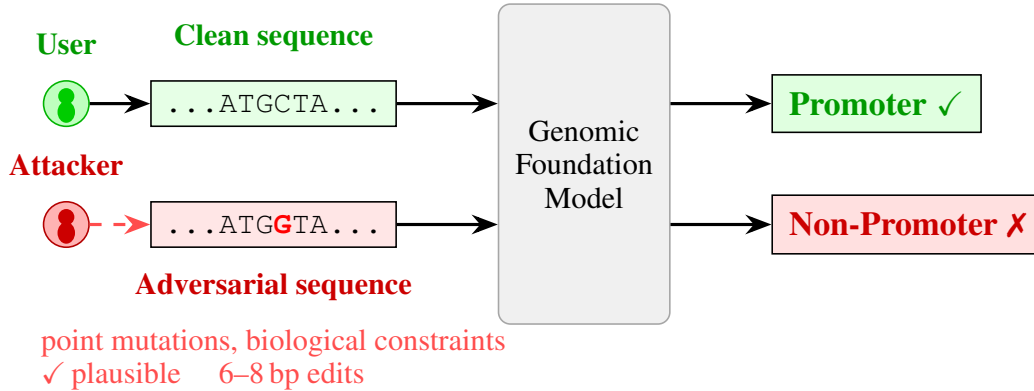 User
Clean sequence
...ATGCTA...
Promoter ✓
Genomic
Foundation
Model
Attacker
...ATGGTA...
Non-Promoter ✗
Adversarial sequence
point mutations, biological constraints
✓ plausible 6–8 bp edits